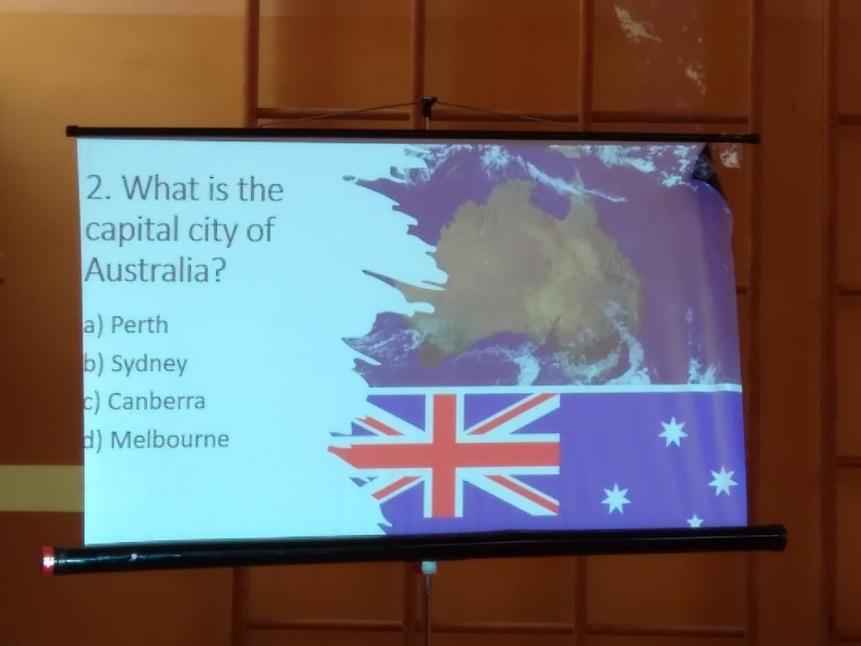 2. What is the
capital city of
Australia?
a) Perth
b) Sydney
c) Canberra
d) Melbourne